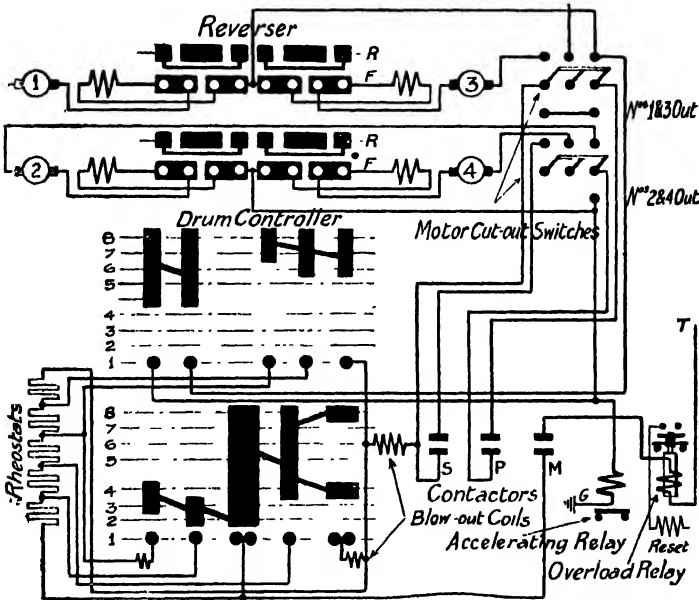 Reverser
R
F
1
3
Nos 1&3 Out
R
F
2
4
Nos 2&4 Out
Drum Controller
Motor Cut-out Switches
8
7
6
5
4
3
2
1
T
Rheostats
8
7
6
5
4
3
2
1
S
P
M
G
Contactors
Blow-out Coils
Accelerating Relay
Reset
Overload Relay